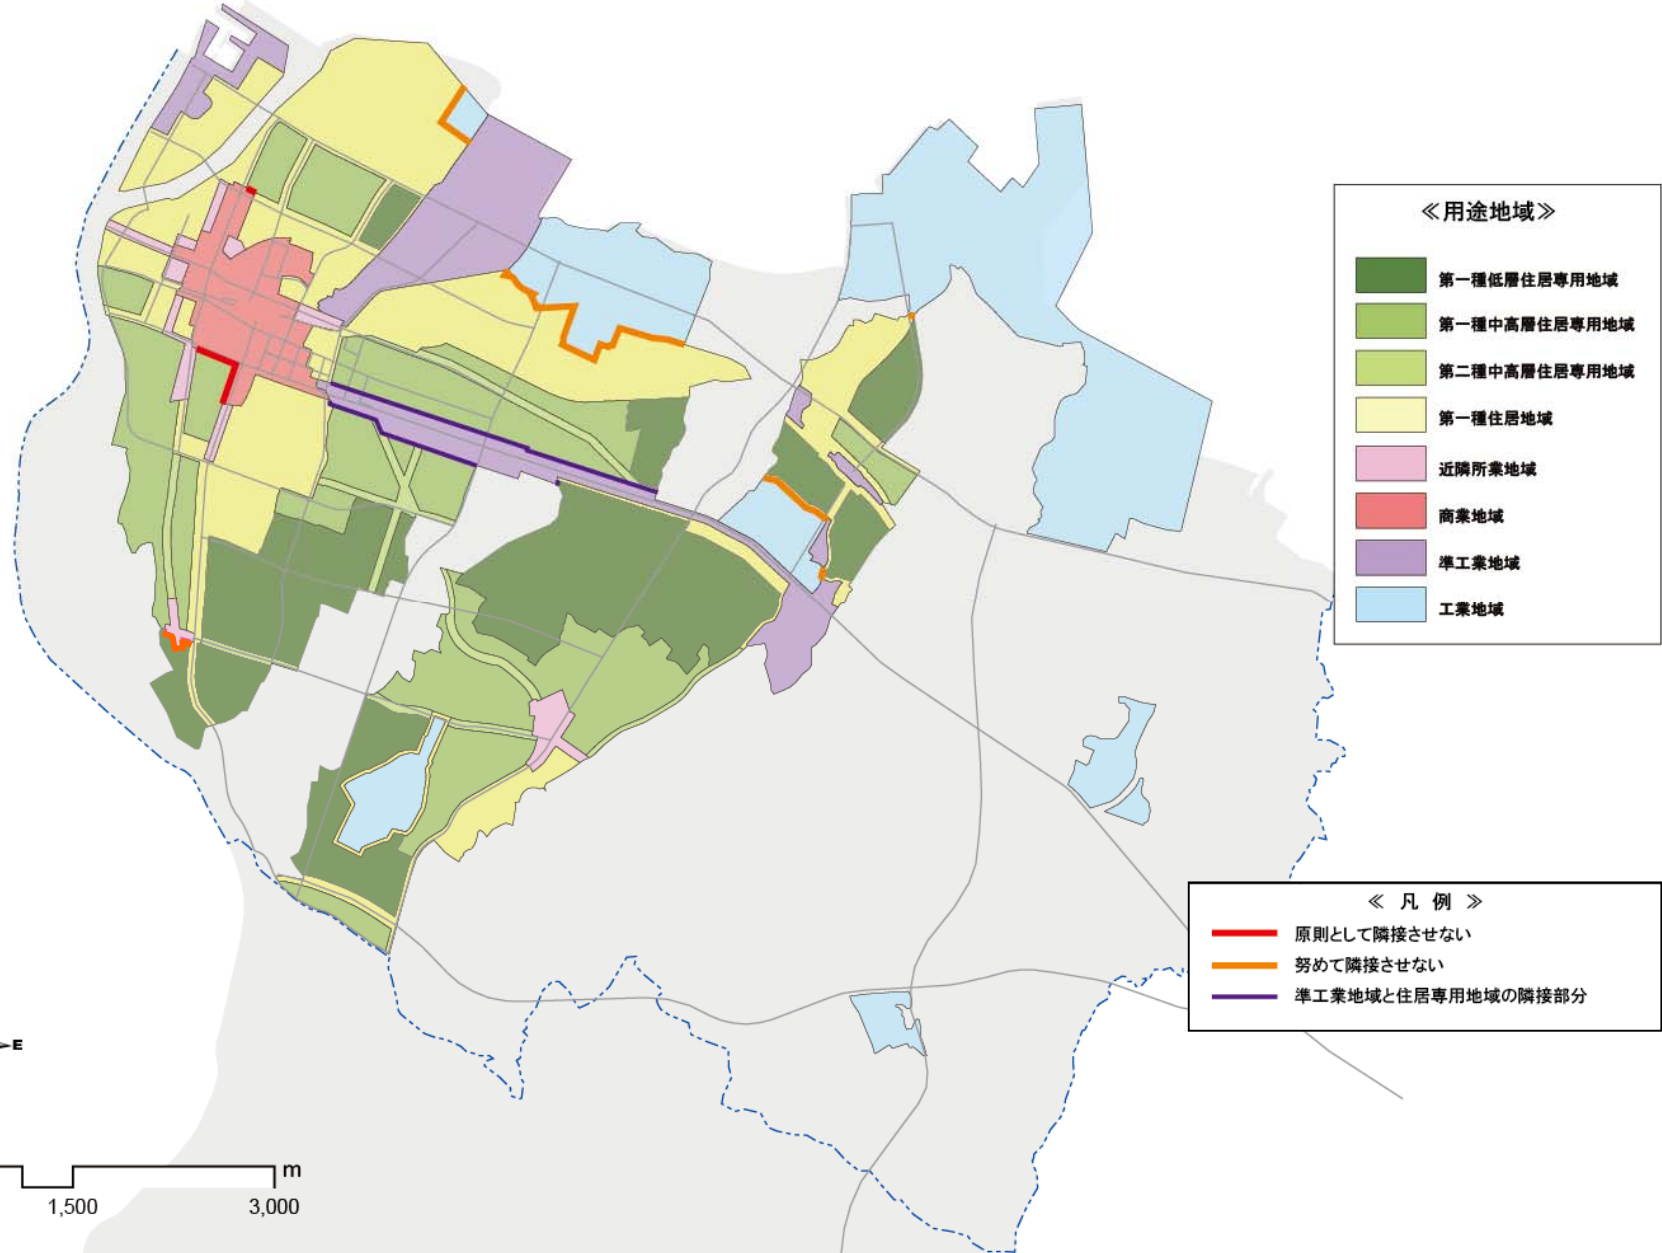 ≪用途地域≫
第一種低層住居専用地域
第一種中高層住居専用地域
第二種中高層住居専用地域
第一種住居地域
近隣所業地域
商業地域
準工業地域
工業地域
≪ 凡 例 ≫
原則として隣接させない
努めて隣接させない
準工業地域と住居専用地域の隣接部分
E
m
1,500 3,000